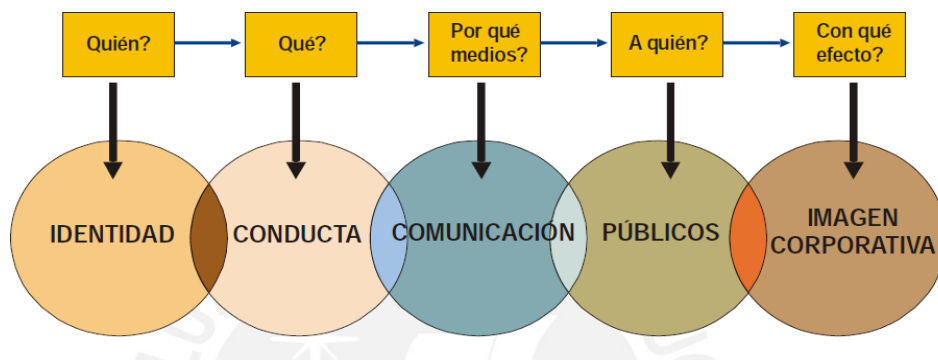 Quién?
Qué?
Por qué
medios?
A quién?
Con qué
efecto?
IDENTIDAD
CONDUCTA
COMUNICACIÓN
PÚBLICOS
IMAGEN
CORPORATIVA